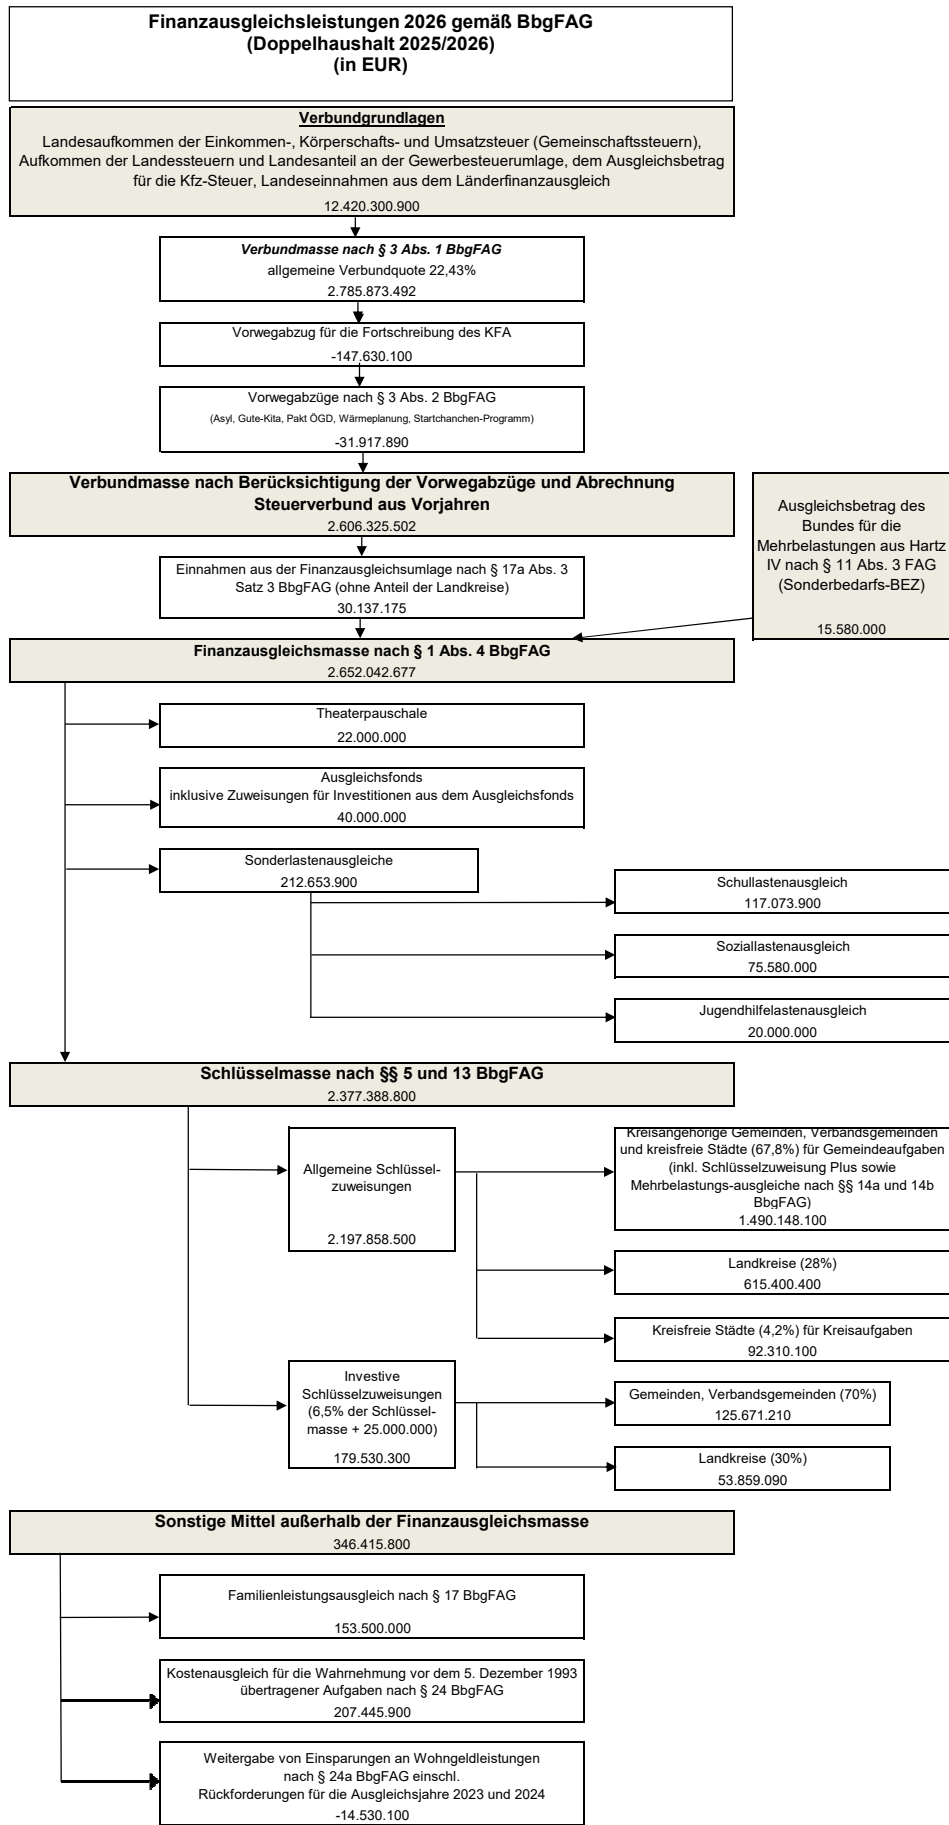 Finanzausgleichsleistungen 2026 gemäß BbgFAG
(Doppelhaushalt 2025/2026)
(in EUR)
Verbundgrundlagen
Landesaufkommen der Einkommen-, Körperschafts- und Umsatzsteuer (Gemeinschaftssteuern),
Aufkommen der Landessteuern und Landesanteil an der Gewerbesteuerumlage, dem Ausgleichsbetrag
für die Kfz-Steuer, Landeseinnahmen aus dem Länderfinanzausgleich
12.420.300.900
Verbundmasse nach § 3 Abs. 1 BbgFAG
allgemeine Verbundquote 22,43%
2.785.873.492
Vorwegabzug für die Fortschreibung des KFA
-147.630.100
Vorwegabzüge nach § 3 Abs. 2 BbgFAG
(Asyl, Gute-Kita, Pakt ÖGD, Wärmeplanung, Startchanchen-Programm)
-31.917.890
Verbundmasse nach Berücksichtigung der Vorwegabzüge und Abrechnung
Steuerverbund aus Vorjahren
2.606.325.502
Ausgleichsbetrag des
Bundes für die
Mehrbelastungen aus Hartz
IV nach § 11 Abs. 3 FAG
(Sonderbedarfs-BEZ)
15.580.000
Einnahmen aus der Finanzausgleichsumlage nach § 17a Abs. 3
Satz 3 BbgFAG (ohne Anteil der Landkreise)
30.137.175
Finanzausgleichsmasse nach § 1 Abs. 4 BbgFAG
2.652.042.677
Theaterpauschale
22.000.000
Ausgleichsfonds
inklusive Zuweisungen für Investitionen aus dem Ausgleichsfonds
40.000.000
Sonderlastenausgleiche
212.653.900
Schullastenausgleich
117.073.900
Soziallastenausgleich
75.580.000
Jugendhilfelastenausgleich
20.000.000
Schlüsselmasse nach §§ 5 und 13 BbgFAG
2.377.388.800
Allgemeine Schlüssel-
zuweisungen
2.197.858.500
Kreisangehörige Gemeinden, Verbandsgemeinden
und kreisfreie Städte (67,8%) für Gemeindeaufgaben
(inkl. Schlüsselzuweisung Plus sowie
Mehrbelastungs-ausgleiche nach §§ 14a und 14b
BbgFAG)
1.490.148.100
Landkreise (28%)
615.400.400
Kreisfreie Städte (4,2%) für Kreisaufgaben
92.310.100
Investive
Schlüsselzuweisungen
(6,5% der Schlüssel-
masse + 25.000.000)
179.530.300
Gemeinden, Verbandsgemeinden (70%)
125.671.210
Landkreise (30%)
53.859.090
Sonstige Mittel außerhalb der Finanzausgleichsmasse
346.415.800
Familienleistungsausgleich nach § 17 BbgFAG
153.500.000
Kostenausgleich für die Wahrnehmung vor dem 5. Dezember 1993
übertragener Aufgaben nach § 24 BbgFAG
207.445.900
Weitergabe von Einsparungen an Wohngeldleistungen
nach § 24a BbgFAG einschl.
Rückforderungen für die Ausgleichsjahre 2023 und 2024
-14.530.100